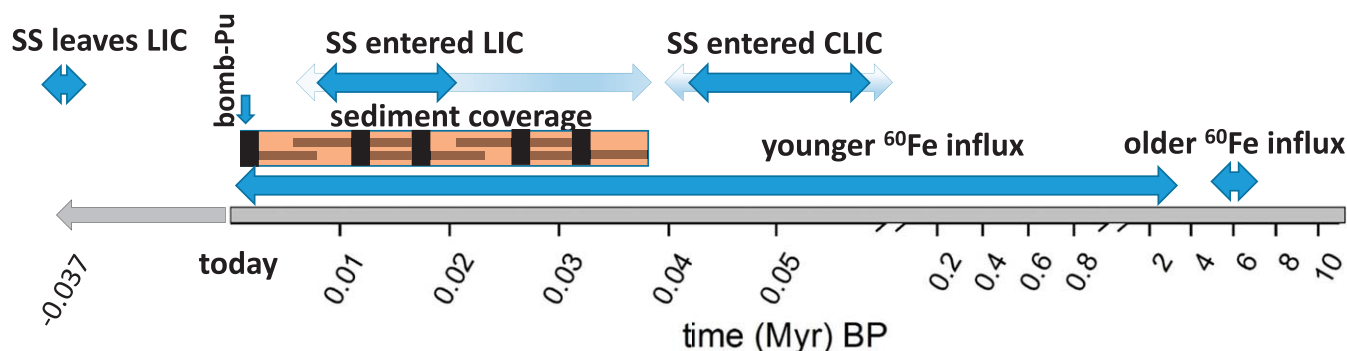 SS leaves LIC
bomb-Pu
SS entered LIC
SS entered CLIC
sediment coverage
younger ⁶⁰Fe influx
older ⁶⁰Fe influx
-0.037
today
0.01
0.02
0.03
0.04
0.05
0.2
0.4
0.6
0.8
2
4
6
8
10
time (Myr) BP